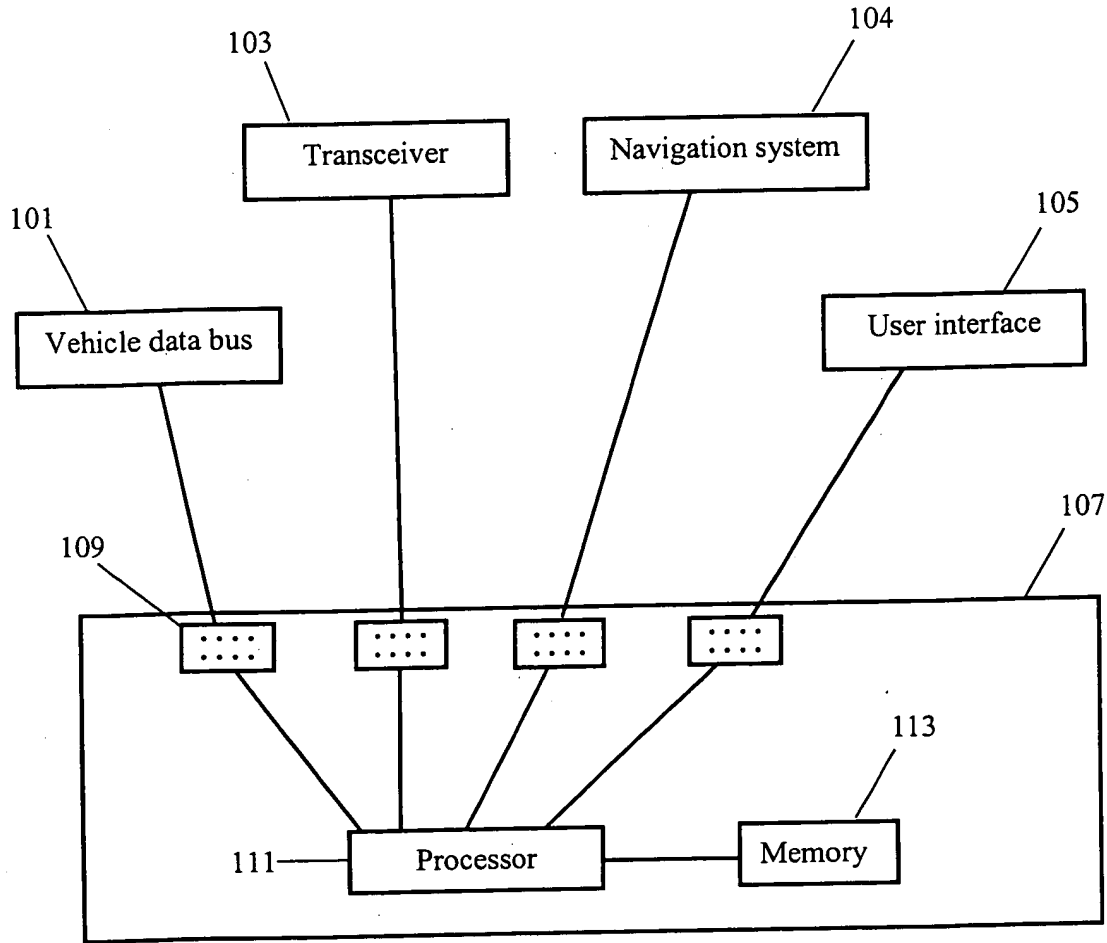 104
103
Transceiver
Navigation system
101
105
Vehicle data bus
User interface
107
109
113
111
Processor
Memory